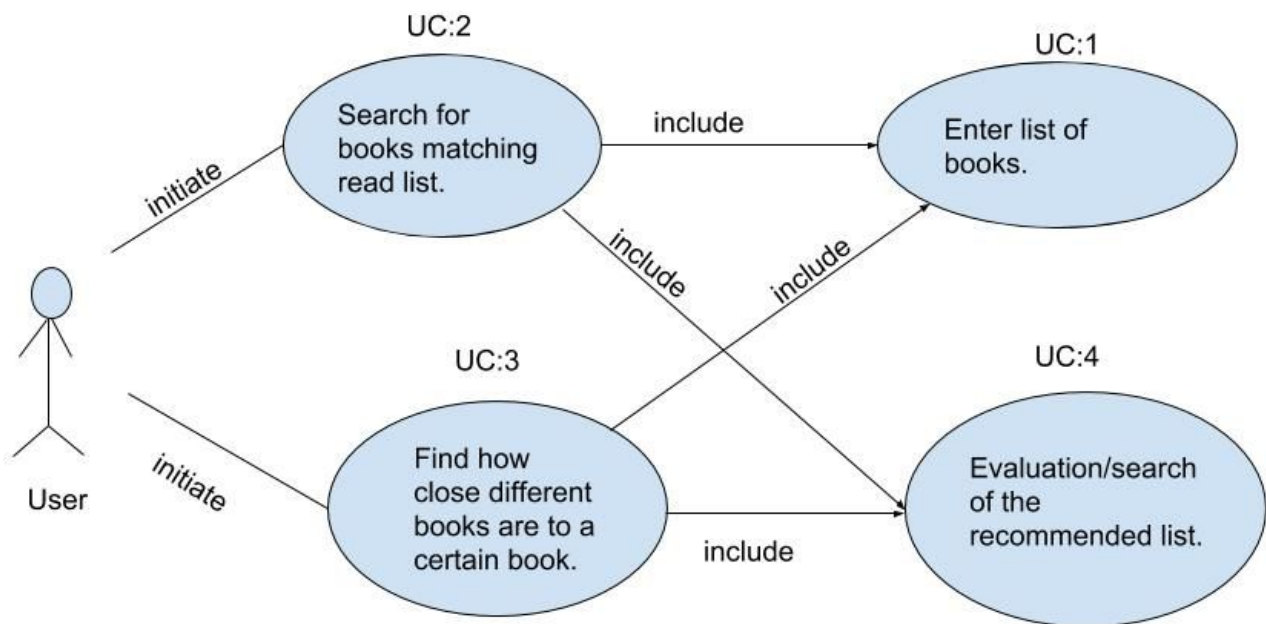 UC:2
UC:1
Search for
books matching
read list.
include
Enter list of
books.
initiate
include
include
UC:3
UC:4
User
initiate
Find how
close different
books are to a
certain book.
include
Evaluation/search
of the
recommended list.